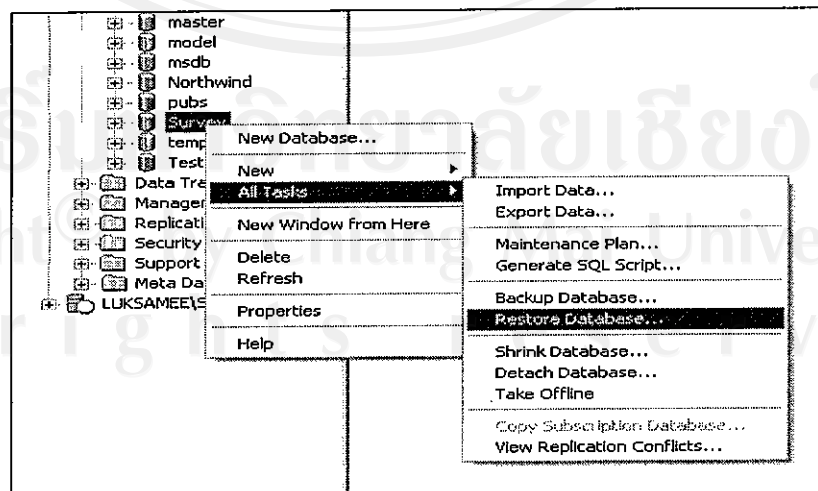 master
model
msdb
Northwind
pubs
Survey
temp
Test
Data Tra
Manager
Replicati
Security
Support
Meta Da
LUKSAMEE\S
New Database...
New
All Tasks
New Window from Here
Delete
Refresh
Properties
Help
Import Data...
Export Data...
Maintenance Plan...
Generate SQL Script...
Backup Database...
Restore Database...
Shrink Database...
Detach Database...
Take Offline
Copy Subscription Database...
View Replication Conflicts...